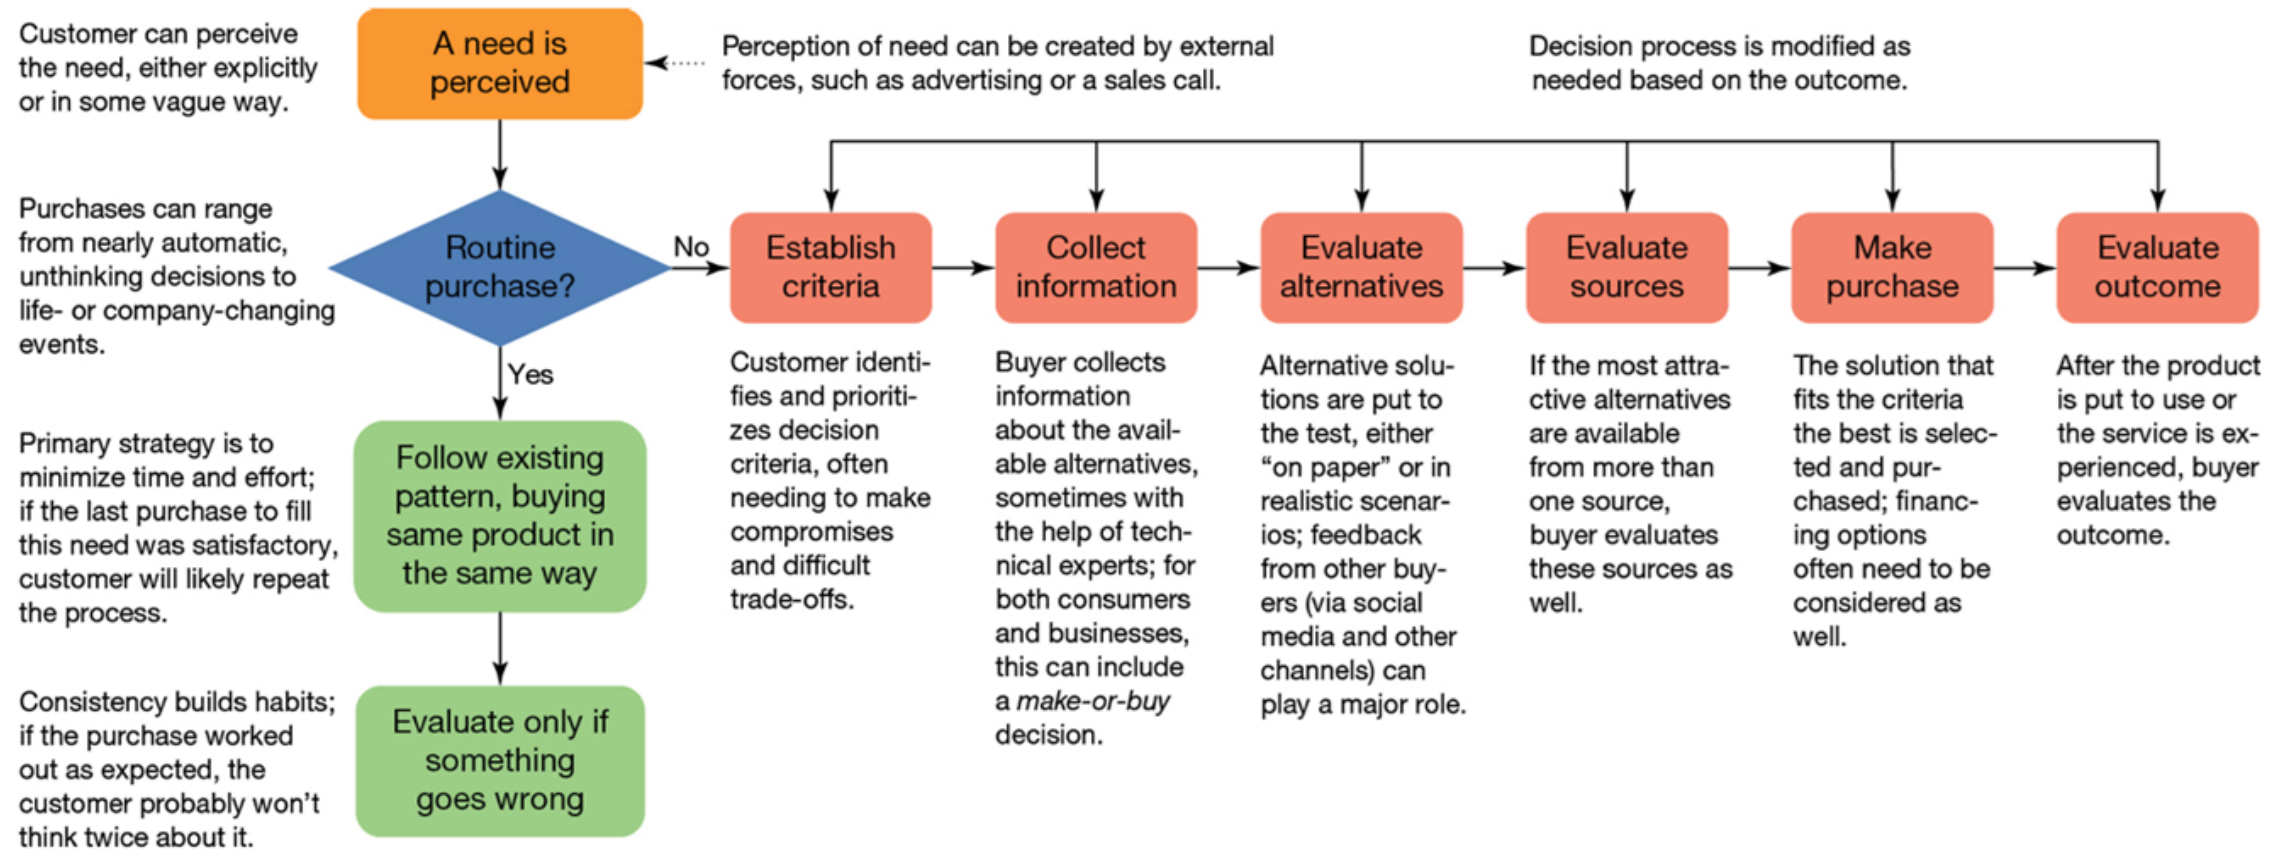 Customer can perceive
the need, either explicitly
or in some vague way.
A need is
perceived
Perception of need can be created by external
forces, such as advertising or a sales call.
Decision process is modified as
needed based on the outcome.
Purchases can range
from nearly automatic,
unthinking decisions to
life- or company-changing
events.
Routine
purchase?
No
Yes
Establish
criteria
Collect
information
Evaluate
alternatives
Evaluate
sources
Make
purchase
Evaluate
outcome
Customer identi-
fies and prioriti-
zes decision
criteria, often
needing to make
compromises
and difficult
trade-offs.
Buyer collects
information
about the avail-
able alternatives,
sometimes with
the help of tech-
nical experts; for
both consumers
and businesses,
this can include
a make-or-buy
decision.
Alternative solu-
tions are put to
the test, either
“on paper” or in
realistic scenar-
ios; feedback
from other buy-
ers (via social
media and other
channels) can
play a major role.
If the most attra-
ctive alternatives
are available
from more than
one source,
buyer evaluates
these sources as
well.
The solution that
fits the criteria
the best is selec-
ted and pur-
chased; financ-
ing options
often need to be
considered as
well.
After the product
is put to use or
the service is ex-
perienced, buyer
evaluates the
outcome.
Primary strategy is to
minimize time and effort;
if the last purchase to fill
this need was satisfactory,
customer will likely repeat
the process.
Follow existing
pattern, buying
same product in
the same way
Consistency builds habits;
if the purchase worked
out as expected, the
customer probably won’t
think twice about it.
Evaluate only if
something
goes wrong